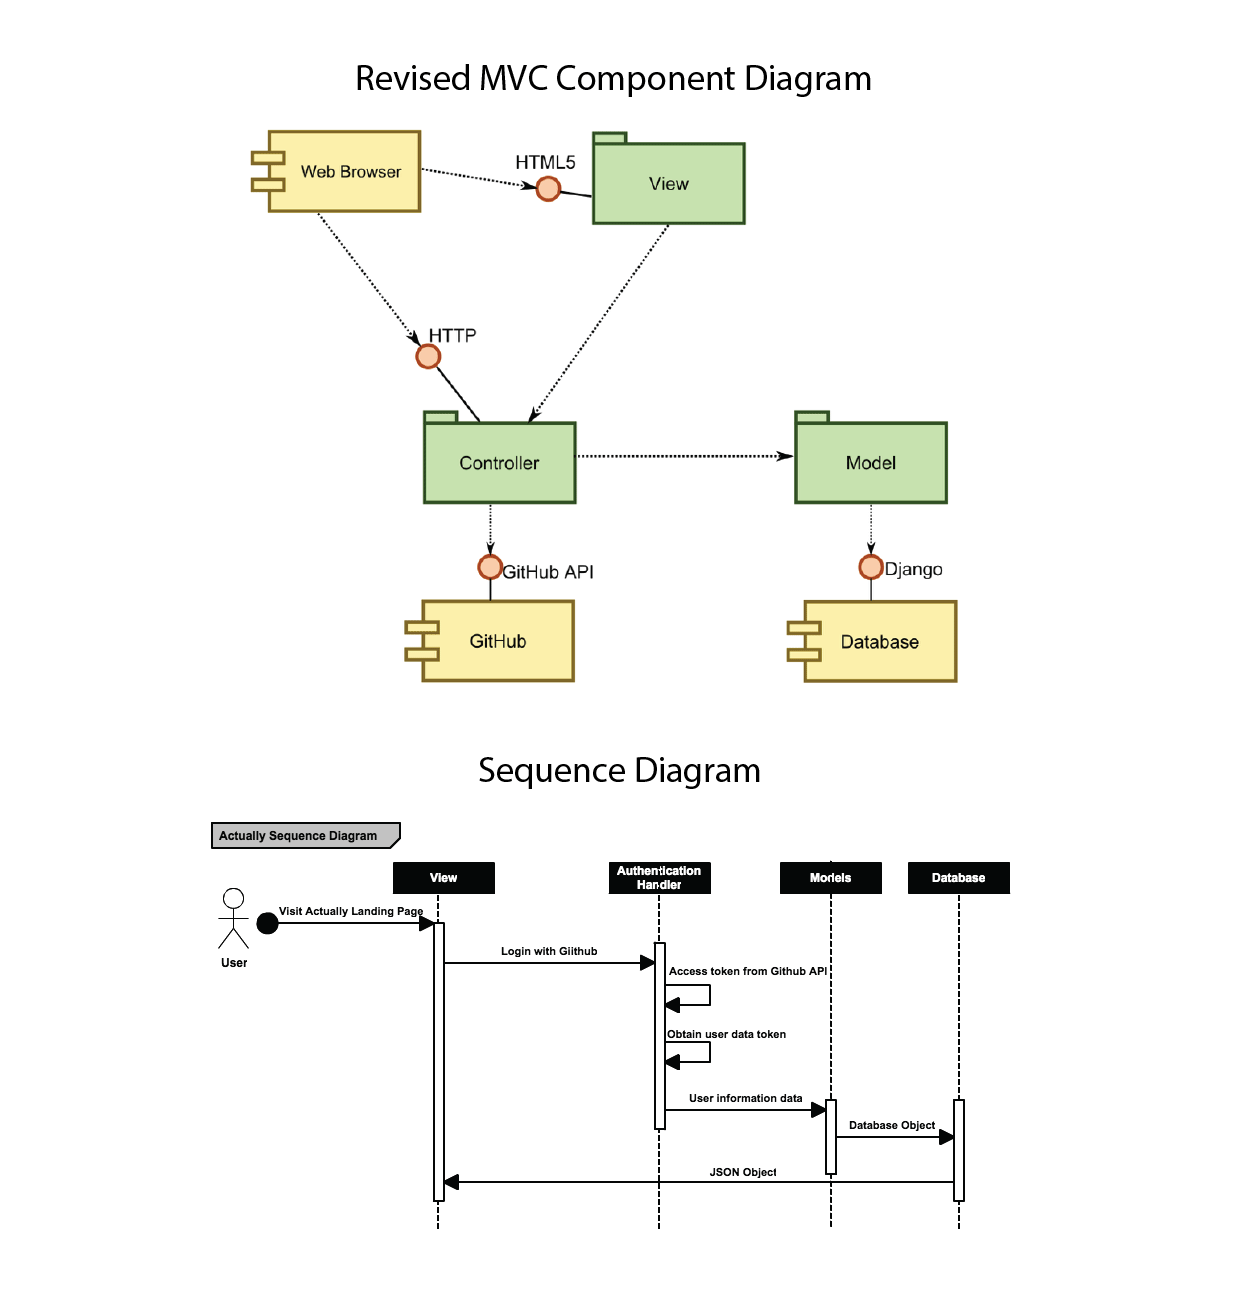 Revised MVC Component Diagram
HTML5
Web Browser
View
HTTP
Controller
Model
GitHub API
Django
GitHub
Database
Sequence Diagram
Actually Sequence Diagram
View
Authentication
Handler
Models
Database
Visit Actually Landing Page
User
Login with Giithub
Access token from Github API
Obtain user data token
User information data
Database Object
JSON Object